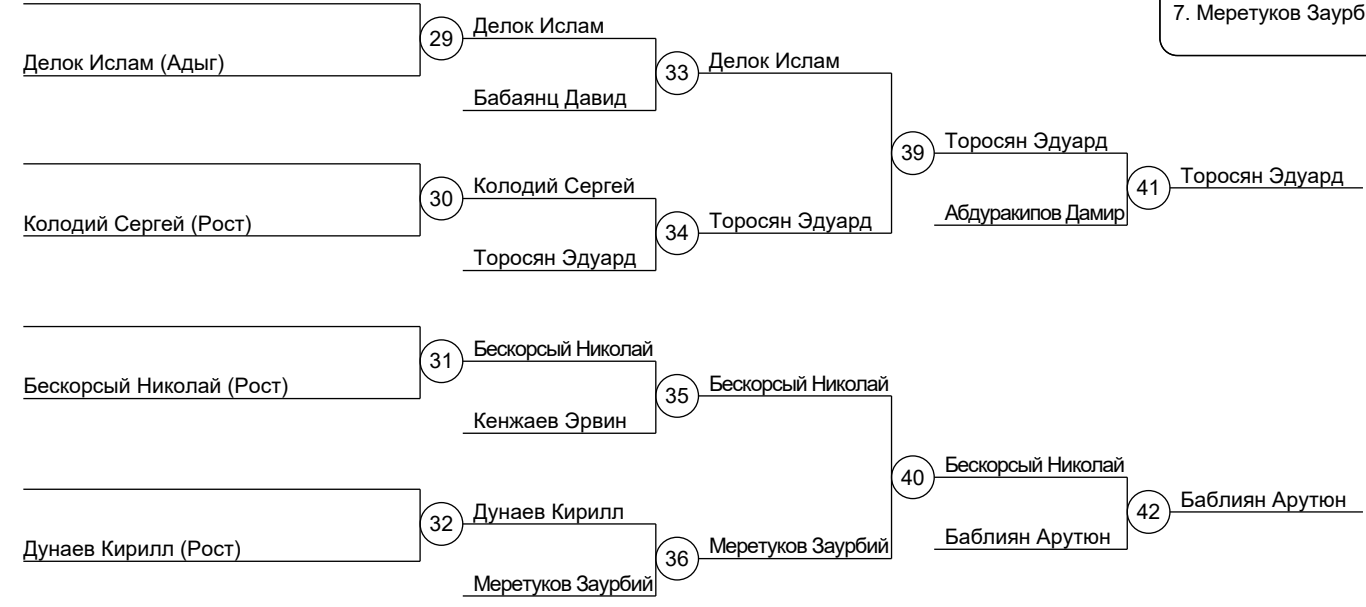 7. Меретуков Заурб
Делок Ислам
29
Делок Ислам (Адыг)
Делок Ислам
33
Бабаянц Давид
Торосян Эдуард
39
Торосян Эдуард
41
Колодий Сергей
30
Абдуракипов Дамир
Колодий Сергей (Рост)
Торосян Эдуард
34
Торосян Эдуард
Бескорсый Николай
31
Бескорсый Николай (Рост)
Бескорсый Николай
35
Кенжаев Эрвин
Бескорсый Николай
40
Баблиян Арутюн
42
Дунаев Кирилл
32
Баблиян Арутюн
Дунаев Кирилл (Рост)
Меретуков Заурбий
36
Меретуков Заурбий